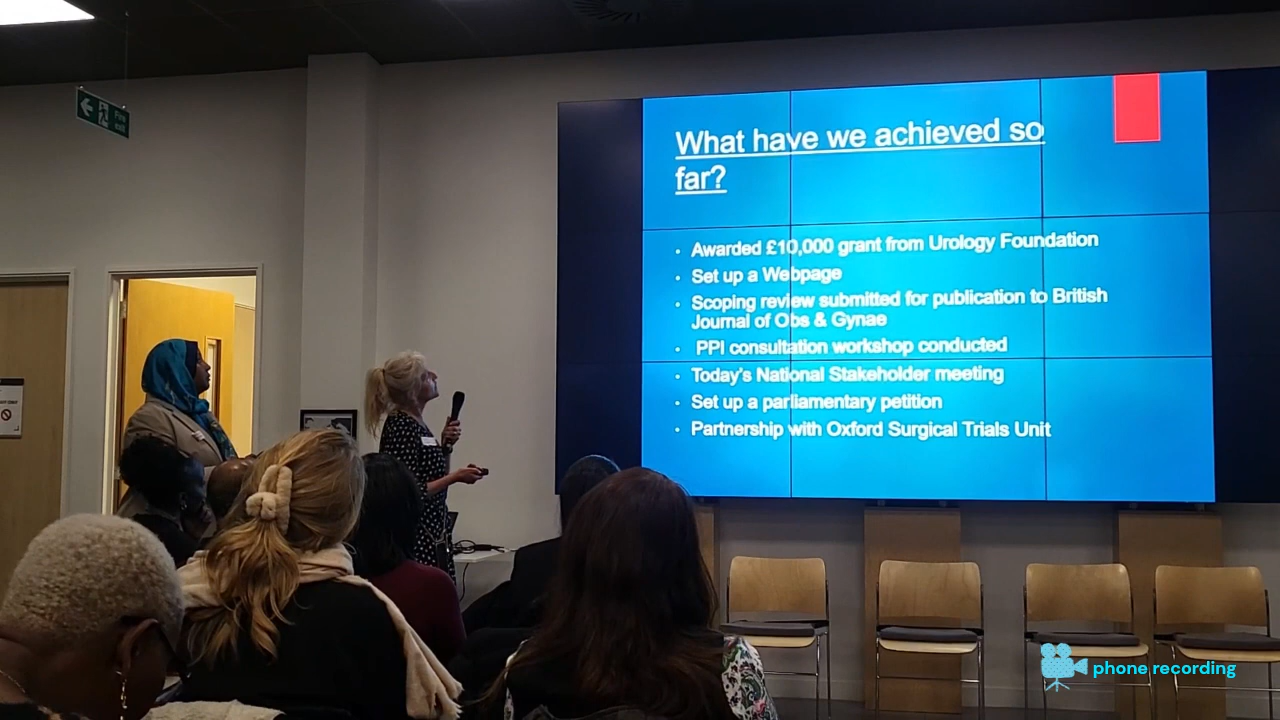 Fire
exit
What have we achieved so
far?
• Awarded £10,000 grant from Urology Foundation
• Set up a Webpage
• Scoping review submitted for publication to British
Journal of Obs & Gynae
• PPI consultation workshop conducted
• Today's National Stakeholder meeting
• Set up a parliamentary petition
• Partnership with Oxford Surgical Trials Unit
phone recording